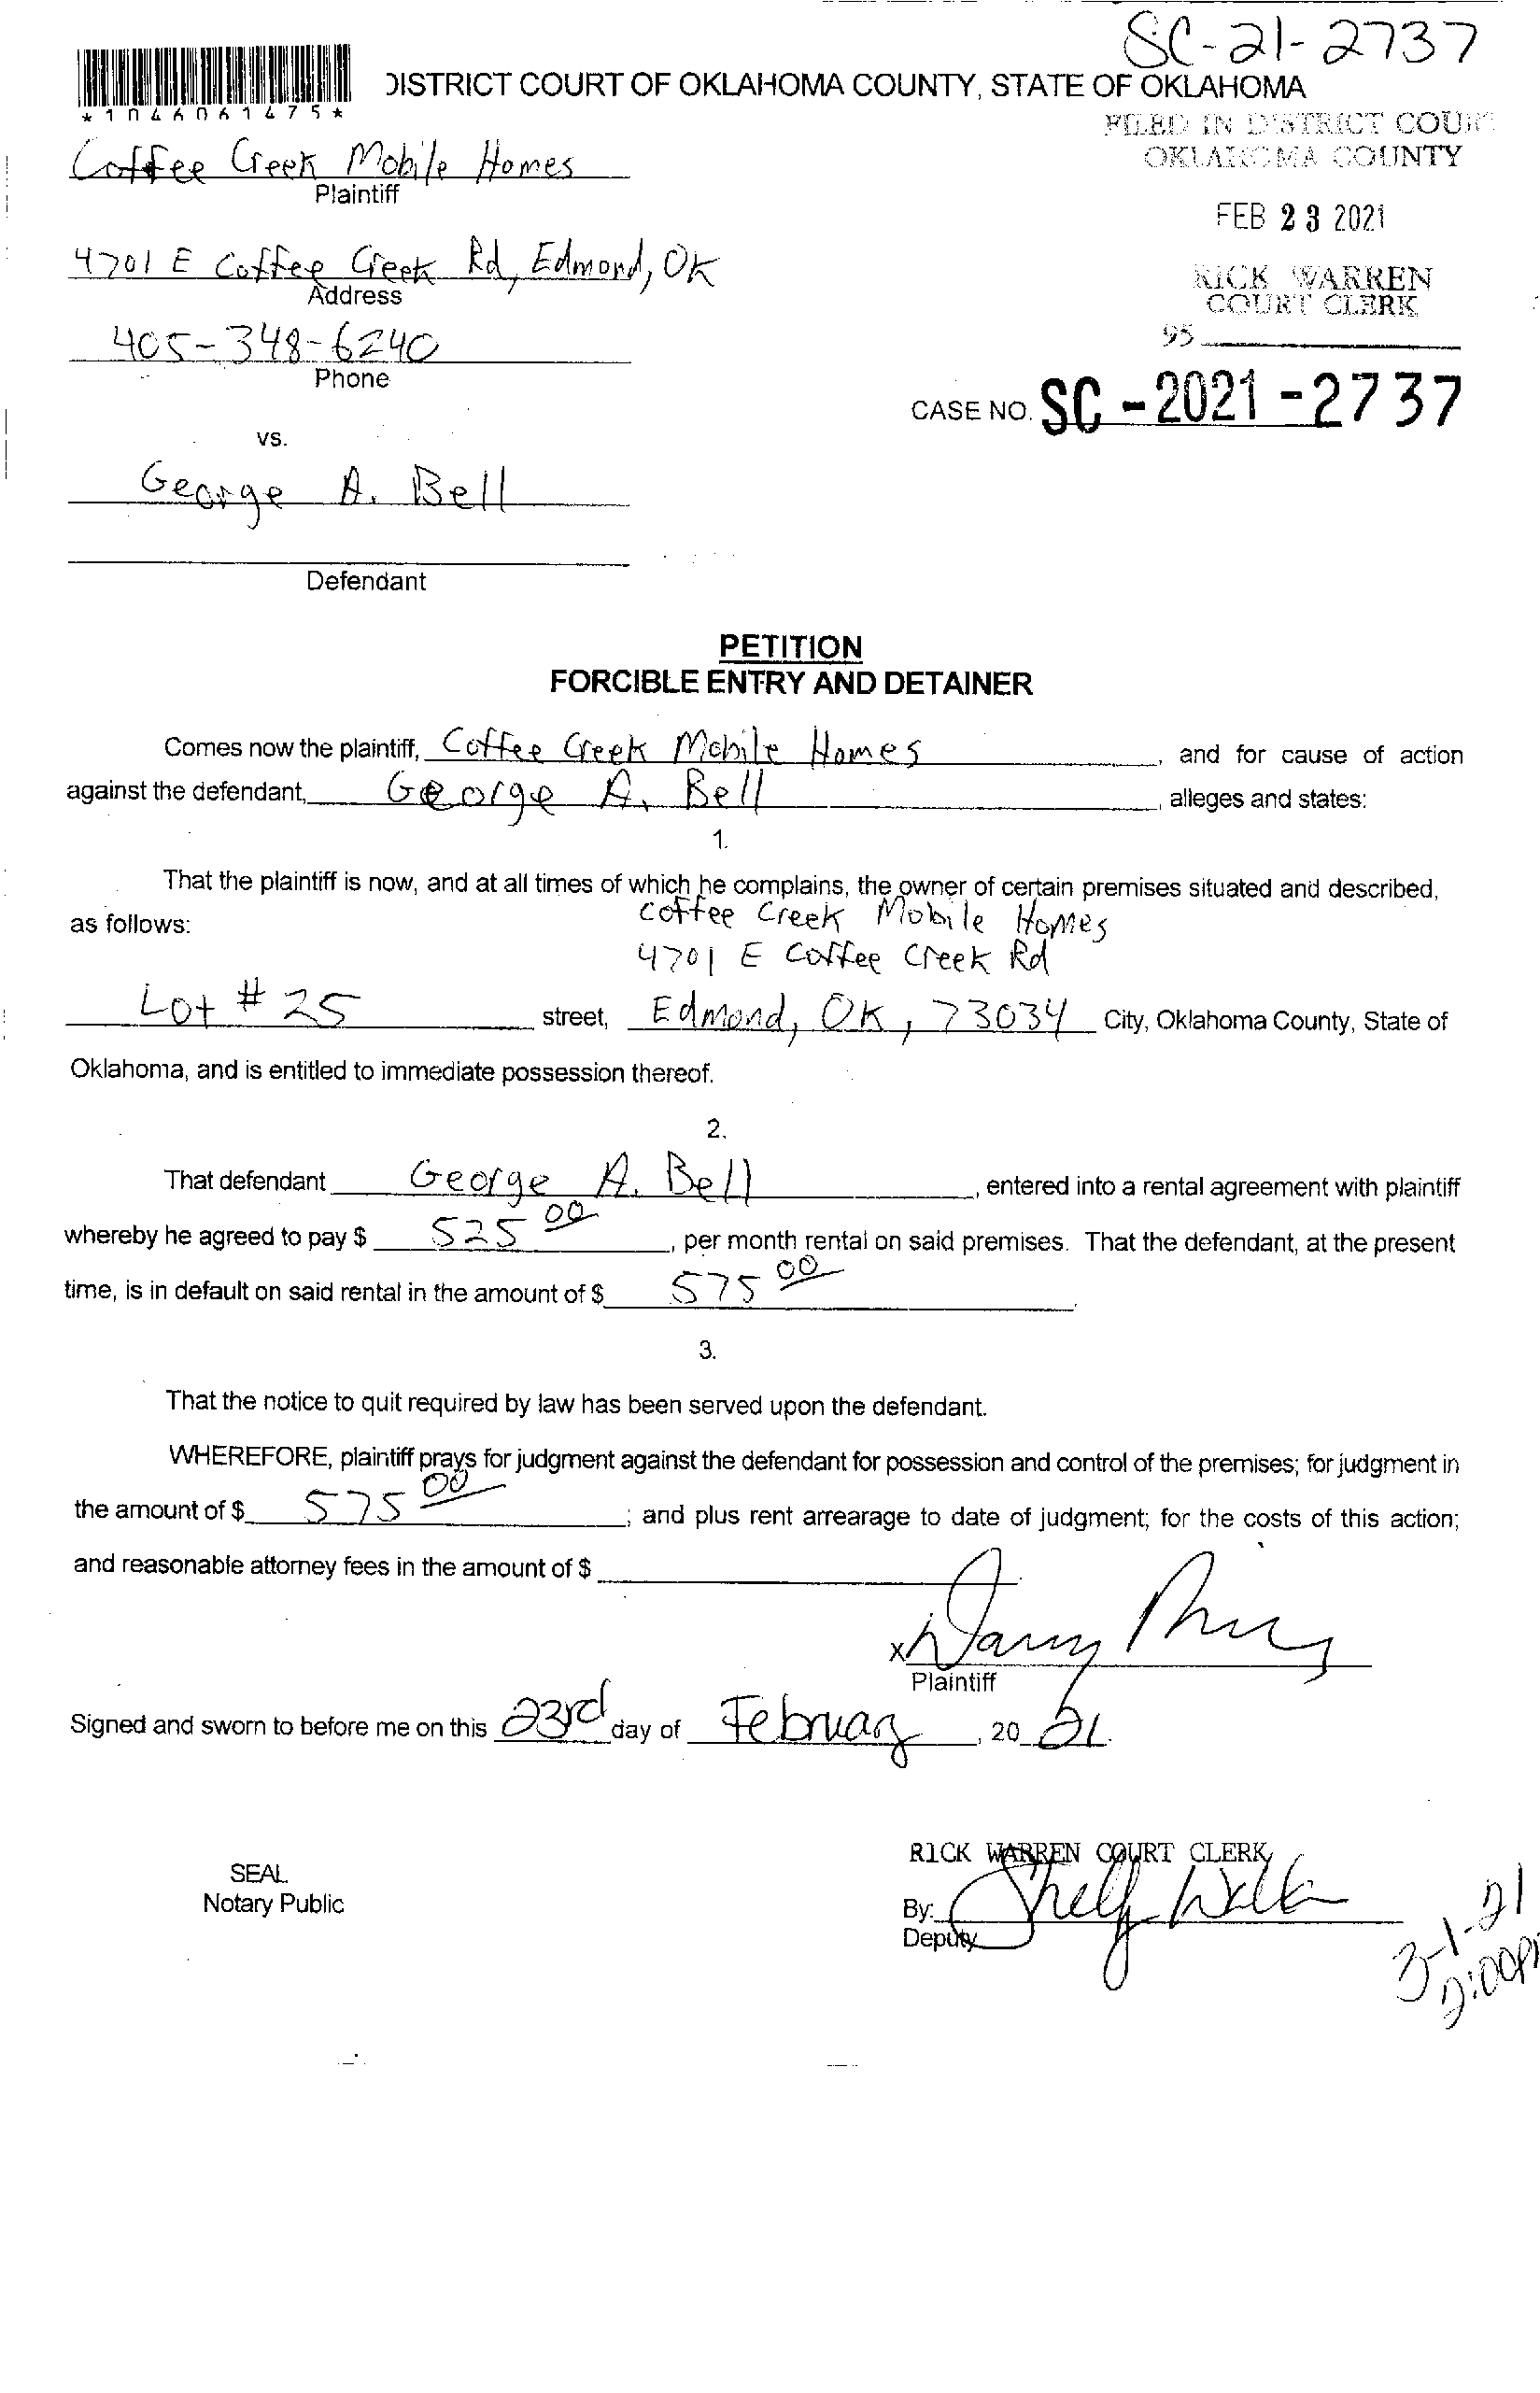 SC-21-2737
DISTRICT COURT OF OKLAHOMA COUNTY, STATE OF OKLAHOMA
*1046061475*
FILED IN DISTRICT COURT
OKLAHOMA COUNTY
Coffee Creek Mobile Homes
Plaintiff
FEB 23 2021
4701 E Coffee Creek Rd, Edmond, OK
Address
RICK WARREN
COURT CLERK
95
405-348-6240
Phone
CASE NO. SC-2021-2737
vs.
George A. Bell
Defendant
PETITION
FORCIBLE ENTRY AND DETAINER
Comes now the plaintiff, Coffee Creek Mobile Homes, and for cause of action
against the defendant, George A. Bell, alleges and states:
1.
That the plaintiff is now, and at all times of which he complains, the owner of certain premises situated and described,
as follows: Coffee Creek Mobile Homes
4701 E Coffee Creek Rd
Lot #25 street, Edmond, OK, 73034 City, Oklahoma County, State of
Oklahoma, and is entitled to immediate possession thereof.
2.
That defendant George A. Bell, entered into a rental agreement with plaintiff
whereby he agreed to pay $ 525 00, per month rental on said premises. That the defendant, at the present
time, is in default on said rental in the amount of $ 575 00.
3.
That the notice to quit required by law has been served upon the defendant.
WHEREFORE, plaintiff prays for judgment against the defendant for possession and control of the premises; for judgment in
the amount of $ 575 00; and plus rent arrearage to date of judgment; for the costs of this action;
and reasonable attorney fees in the amount of $
x
Plaintiff
Signed and sworn to before me on this 23rd day of February, 20 21.
RICK WARREN COURT CLERK
SEAL
Notary Public
By:
Deputy
3-1-21
2:00P